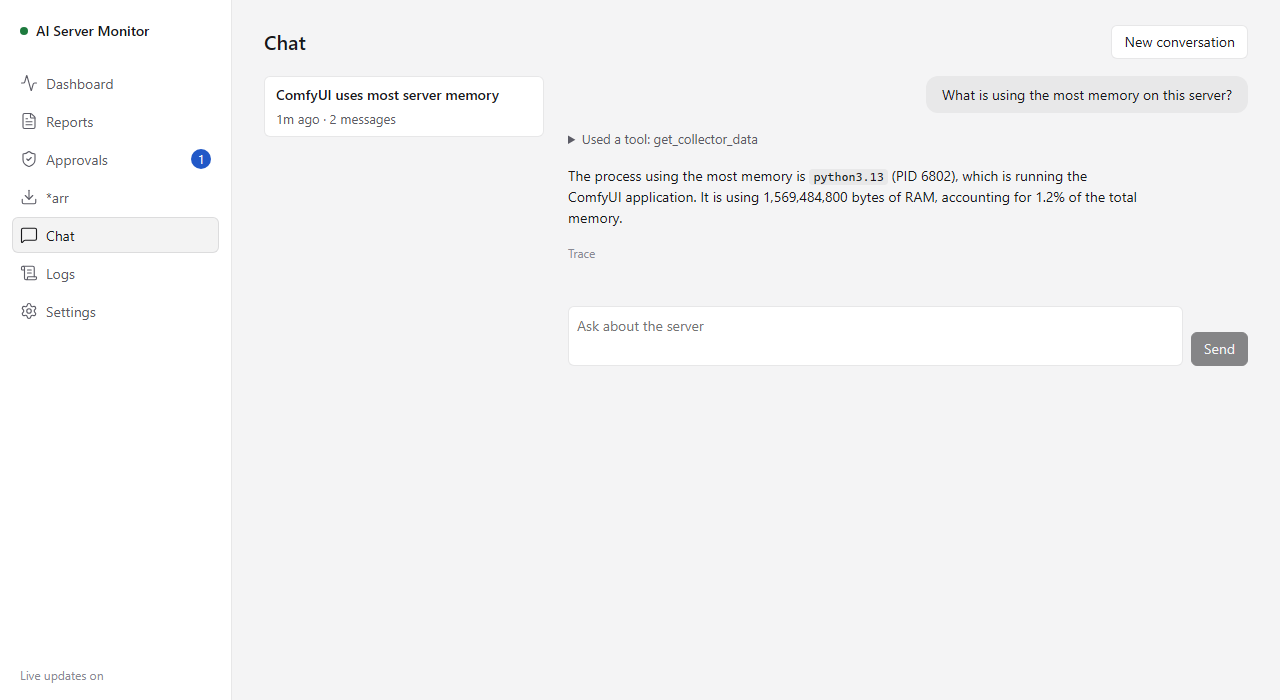 AI Server Monitor
Dashboard
Reports
Approvals 1
*arr
Chat
Logs
Settings
Live updates on
Chat
New conversation
ComfyUI uses most server memory
1m ago · 2 messages
What is using the most memory on this server?
Used a tool: get_collector_data
The process using the most memory is python3.13 (PID 6802), which is running the
ComfyUI application. It is using 1,569,484,800 bytes of RAM, accounting for 1.2% of the total
memory.
Trace
Ask about the server
Send